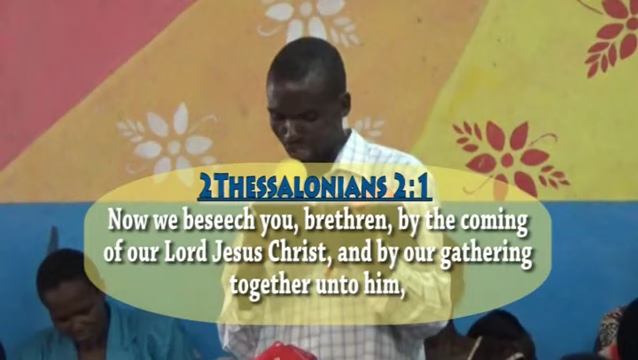 2Thessalonians 2:1
Now we beseech you, brethren, by the coming
of our Lord Jesus Christ, and by our gathering
together unto him,